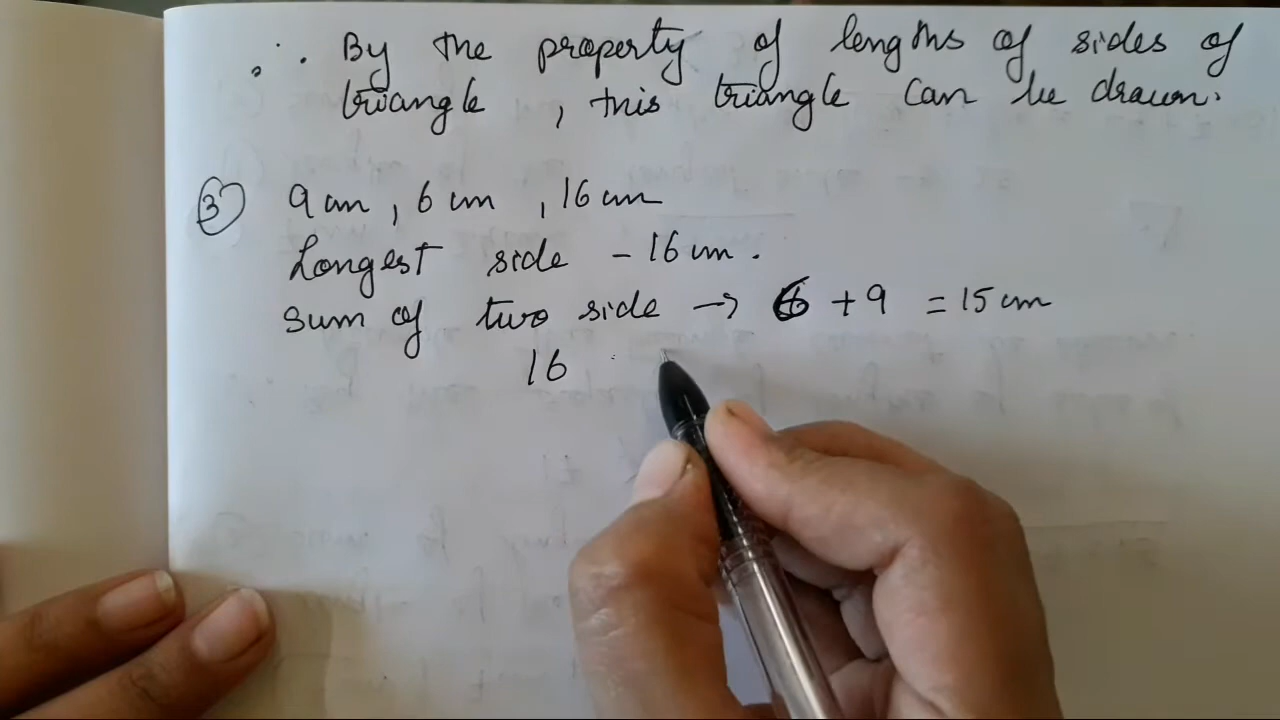 ∴ By the property of lengths of sides of
triangle, this triangle can be drawn.
③ 9 cm, 6 cm, 16 cm
Longest side - 16 cm.
Sum of two side → 6 + 9 = 15 cm
16